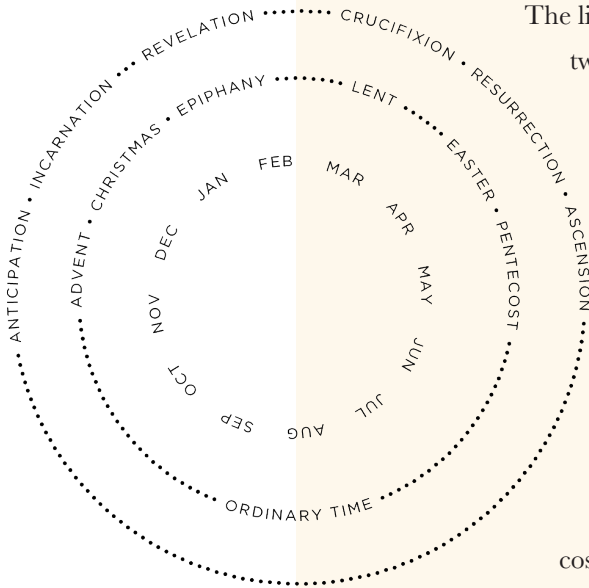 ANTICIPATION • INCARNATION ••• REVELATION ••••••• CRUCIFIXION • RESURRECTION • ASCENSION
ADVENT • CHRISTMAS • EPIPHANY ••••••• LENT ••••• EASTER • PENTECOST
ORDINARY TIME
JAN
FEB
MAR
APR
MAY
JUN
JUL
AUG
SEP
OCT
NOV
DEC
The li
tw
cos